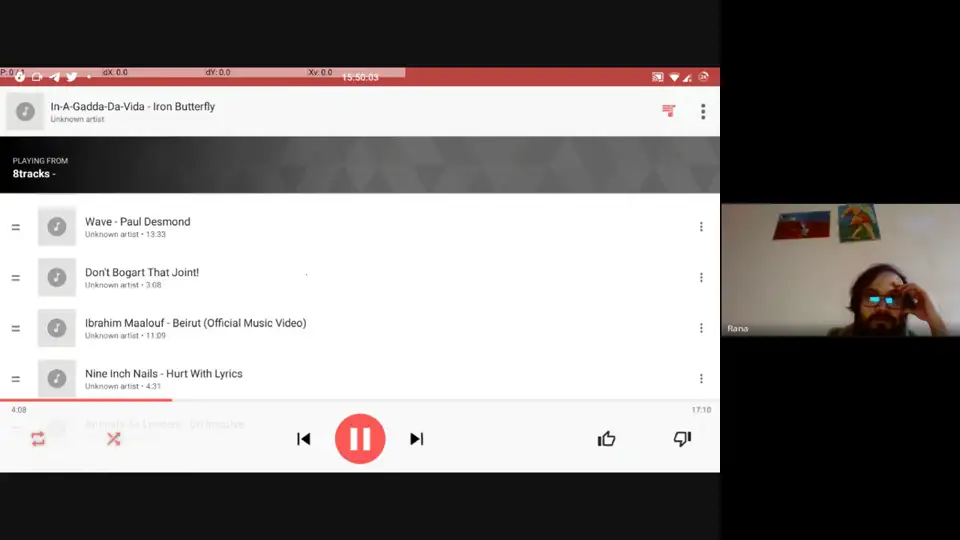 P: 0/1 dX: 0.0 dY: 0.0 Xv: 0.0 15:50:03
In-A-Gadda-Da-Vida - Iron Butterfly
Unknown artist
PLAYING FROM
8tracks -
Wave - Paul Desmond
Unknown artist • 13:33
Don't Bogart That Joint!
Unknown artist • 3:08
Ibrahim Maalouf - Beirut (Official Music Video)
Unknown artist • 11:09
Nine Inch Nails - Hurt With Lyrics
Unknown artist • 4:31
4:08 17:10
Rana